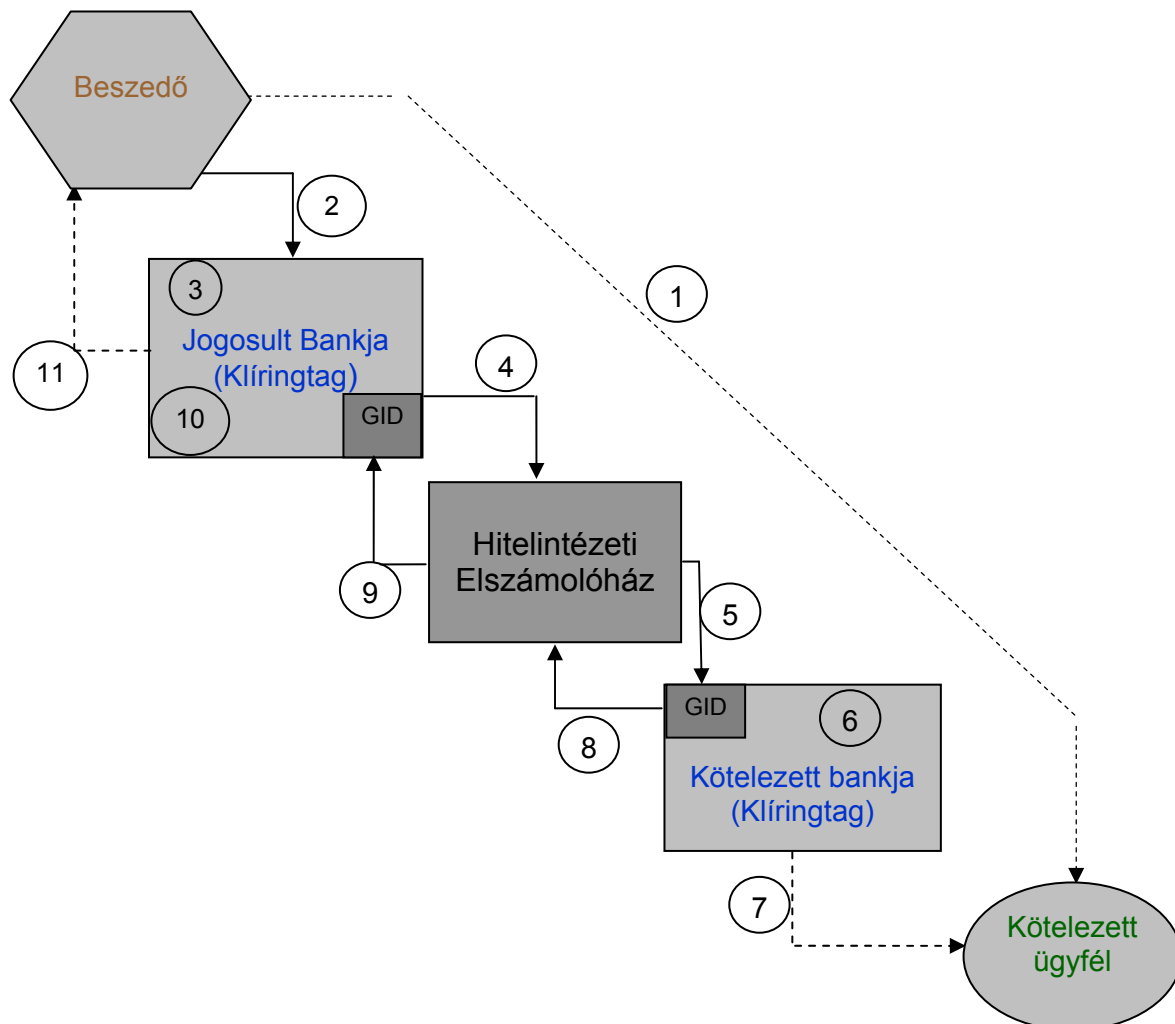 Beszedő
2
3
1
Jogosult Bankja
(Klíringtag)
11
4
10
GID
Hitelintézeti
Elszámolóház
9
5
GID
6
8
Kötelezett bankja
(Klíringtag)
7
Kötelezett
ügyfél